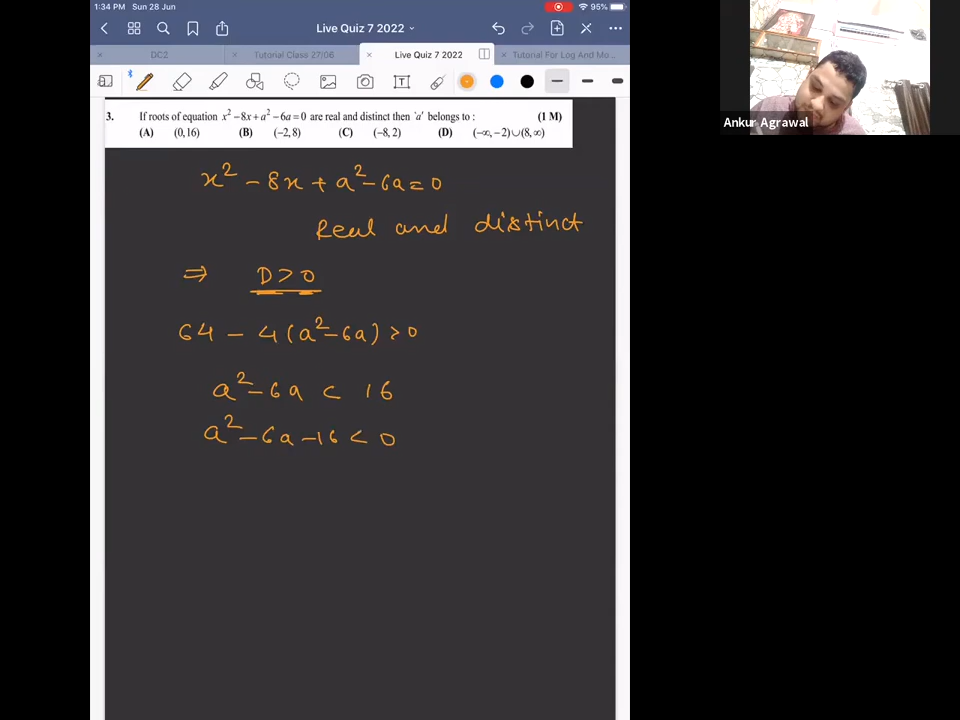 1:34 PM Sun 28 Jun 95%
Live Quiz 7 2022
DC2 Tutorial Class 27/06 Live Quiz 7 2022 Tutorial For Log And Mo...
3. If roots of equation x² − 8x + a² − 6a = 0 are real and distinct then 'a' belongs to : (1 M)
(A) (0, 16) (B) (−2, 8) (C) (−8, 2) (D) (−∞, −2) ∪ (8, ∞)
x² − 8x + a² − 6a = 0
Real and distinct
⇒ D > 0
64 − 4(a² − 6a) > 0
a² − 6a < 16
a² − 6a − 16 < 0
Ankur Agrawal